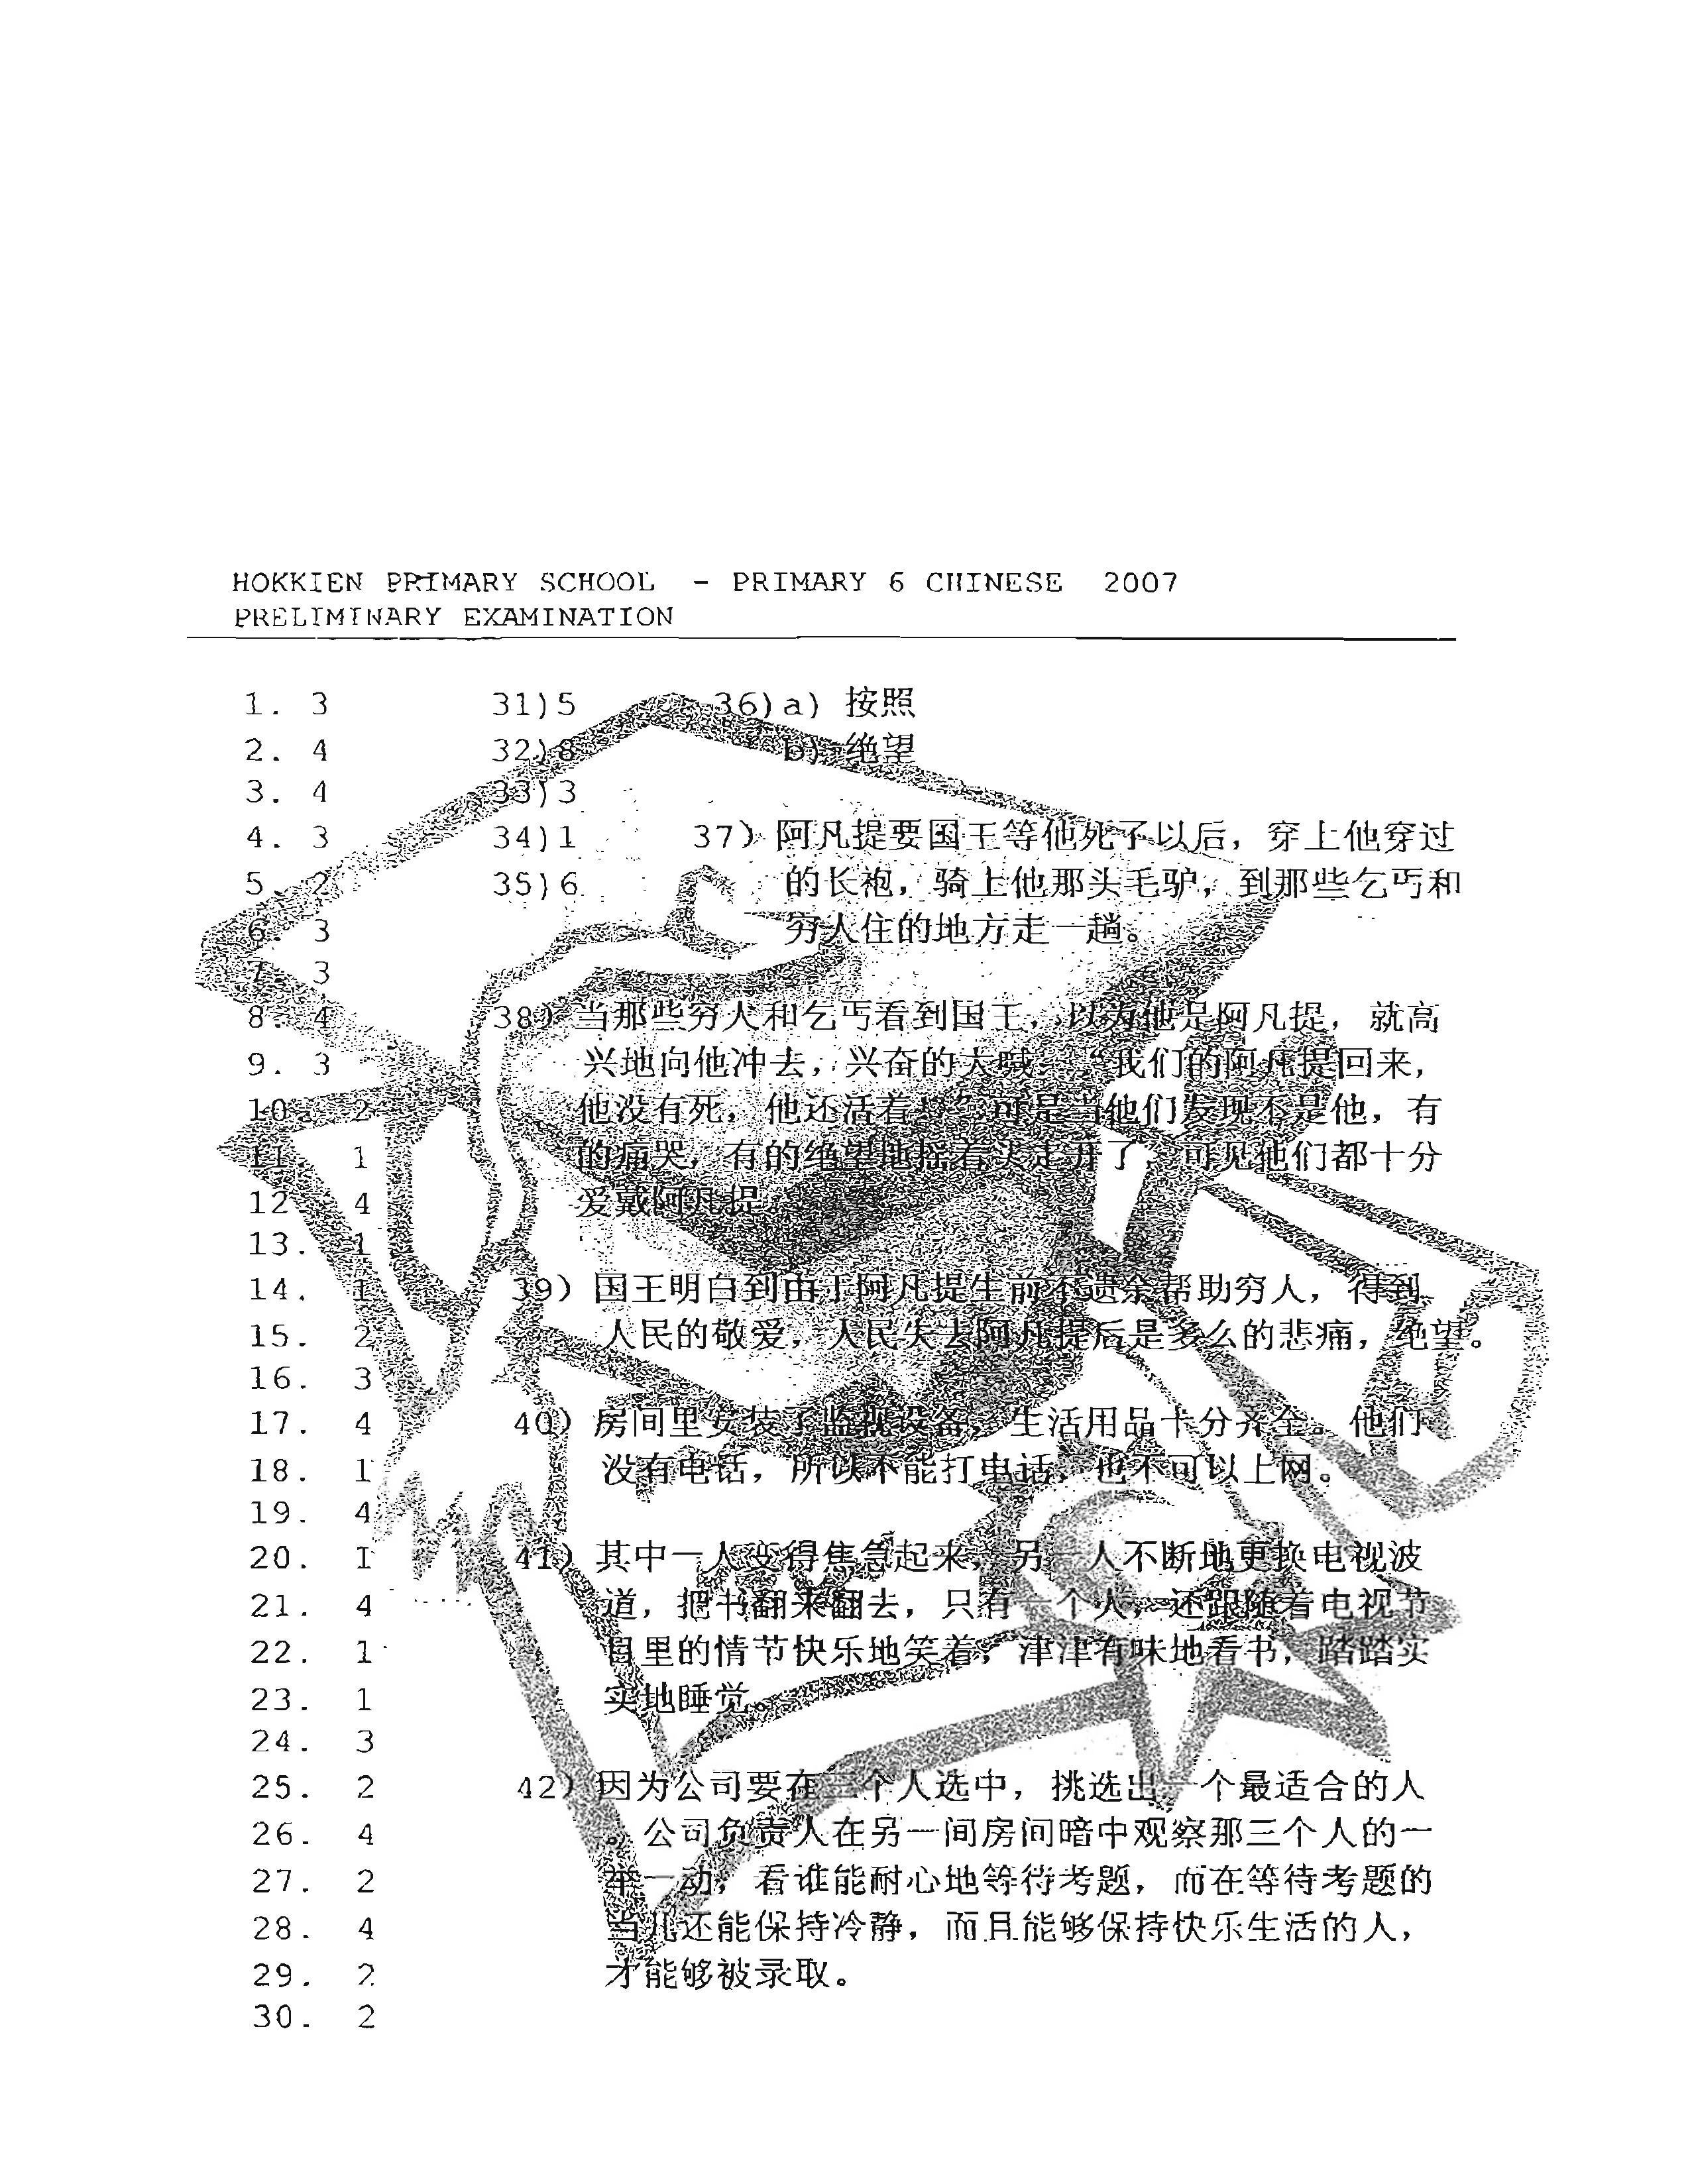 HOKKIEN PRIMARY SCHOOL - PRIMARY 6 CHINESE 2007
PRELIMINARY EXAMINATION
1. 3 31)5 36)a) 按照
2. 4 32)8 b) 绝望
3. 4 33)3
4. 3 34)1 37) 阿凡提要国王等他死了以后，穿上他穿过
5. 2 35)6 的长袍，骑上他那头毛驴，到那些乞丐和
6. 3 穷人住的地方走一趟。
7. 3
8. 4 38) 当那些穷人和乞丐看到国王，以为他是阿凡提，就高
9. 3 兴地向他冲去，兴奋的大喊：“我们的阿凡提回来，
10. 2 他没有死，他还活着！”可是当他们发现不是他，有
11. 1 的痛哭，有的绝望地摇着头走开了，可见他们都十分
12. 4 爱戴阿凡提。
13. 1
14. 1 39) 国王明白到由于阿凡提生前不遗余帮助穷人，得到
15. 2 人民的敬爱，人民失去阿凡提后是多么的悲痛，绝望。
16. 3
17. 4 40) 房间里安装了监视设备，生活用品十分齐全。他们
18. 1 没有电话，所以不能打电话，也不可以上网。
19. 4
20. 1 41) 其中一人变得焦急起来，另一人不断地更换电视波
21. 4 道，把书翻来翻去，只有一个人，还跟随着电视节
22. 1 目里的情节快乐地笑着，津津有味地看书，踏踏实
23. 1 实地睡觉。
24. 3
25. 2 42) 因为公司要在三个人选中，挑选出一个最适合的人
26. 4 。公司负责人在另一间房间暗中观察那三个人的一
27. 2 举一动，看谁能耐心地等待考题，而在等待考题的
28. 4 当儿还能保持冷静，而且能够保持快乐生活的人，
29. 2 才能够被录取。
30. 2